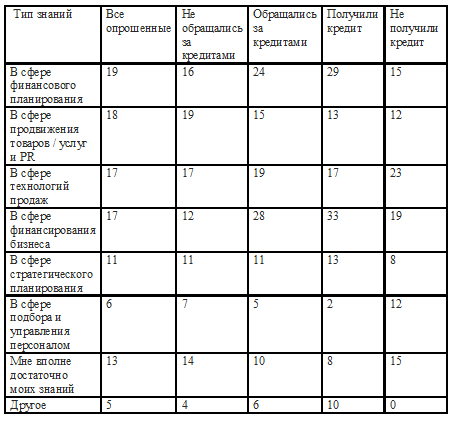 Тип знаний Все Не Обращались Получили Не
опрошенные обращались за кредит получили
за кредитами кредит
кредитами
В сфере 19 16 24 29 15
финансового
планирования
В сфере 18 19 15 13 12
продвижения
товаров / услуг
и PR
В сфере 17 17 19 17 23
технологий
продаж
В сфере 17 12 28 33 19
финансирования
бизнеса
В сфере 11 11 11 13 8
стратегического
планирования
В сфере 6 7 5 2 12
подбора и
управления
персоналом
Мне вполне 13 14 10 8 15
достаточно
моих знаний
Другое 5 4 6 10 0